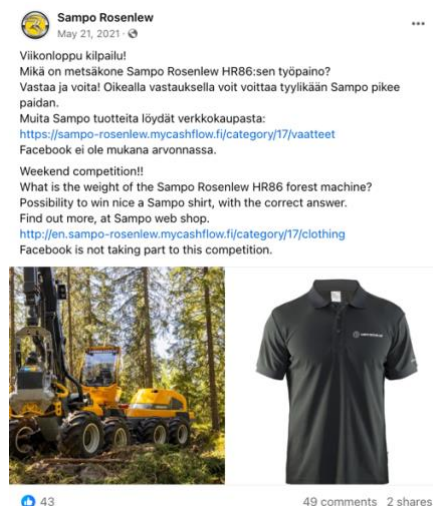 Sampo Rosenlew
May 21, 2021 ·
Viikonloppu kilpailu!
Mikä on metsäkone Sampo Rosenlew HR86:sen työpaino?
Vastaa ja voita! Oikealla vastauksella voit voittaa tyylikään Sampo pikee
paidan.
Muita Sampo tuotteita löydät verkkokaupasta:
https://sampo-rosenlew.mycashflow.fi/category/17/vaatteet
Facebook ei ole mukana arvonnassa.
Weekend competition!!
What is the weight of the Sampo Rosenlew HR86 forest machine?
Possibility to win nice a Sampo shirt, with the correct answer.
Find out more, at Sampo web shop.
http://en.sampo-rosenlew.mycashflow.fi/category/17/clothing
Facebook is not taking part to this competition.
43
49 comments 2 shares